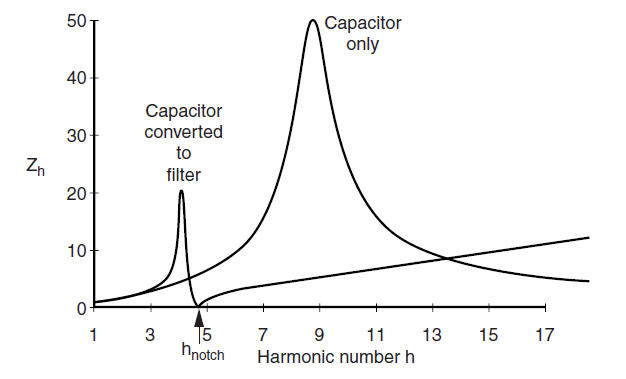 50
Capacitor
only
40
Capacitor
converted
to
filter
30
Zh
20
10
0
1 3 5 7 9 11 13 15 17
hnotch
Harmonic number h